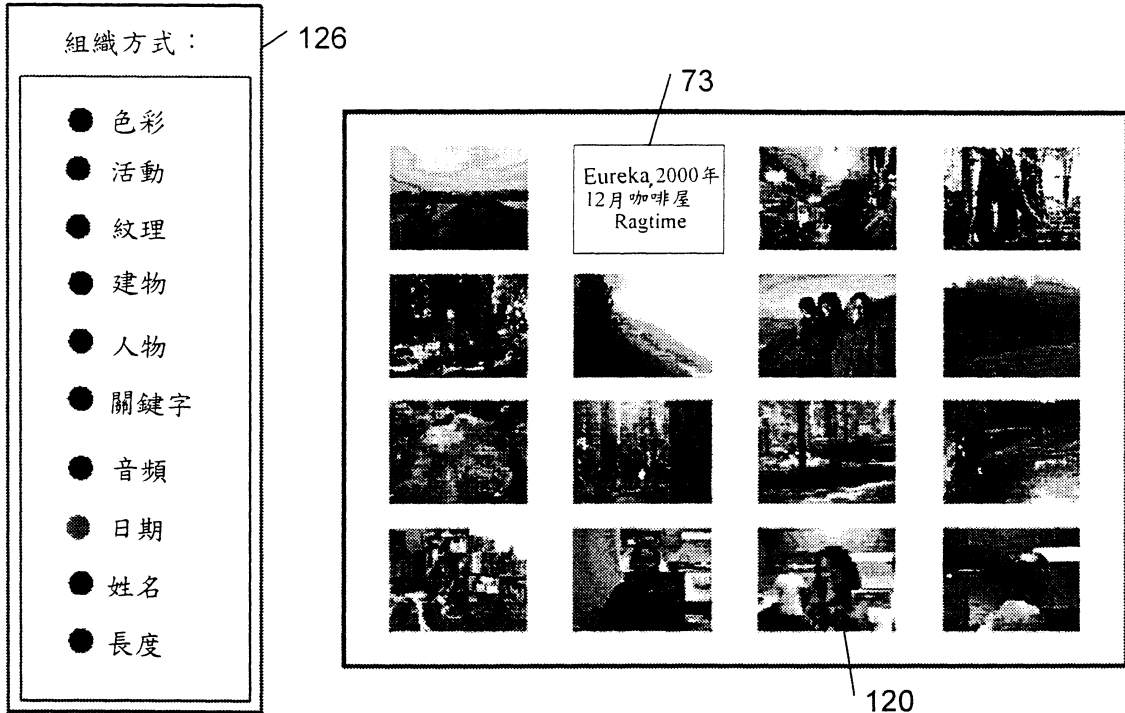 組織方式：
126
色彩
活動
紋理
建物
人物
關鍵字
音頻
日期
姓名
長度
73
Eureka,2000年
12月咖啡屋
Ragtime
120